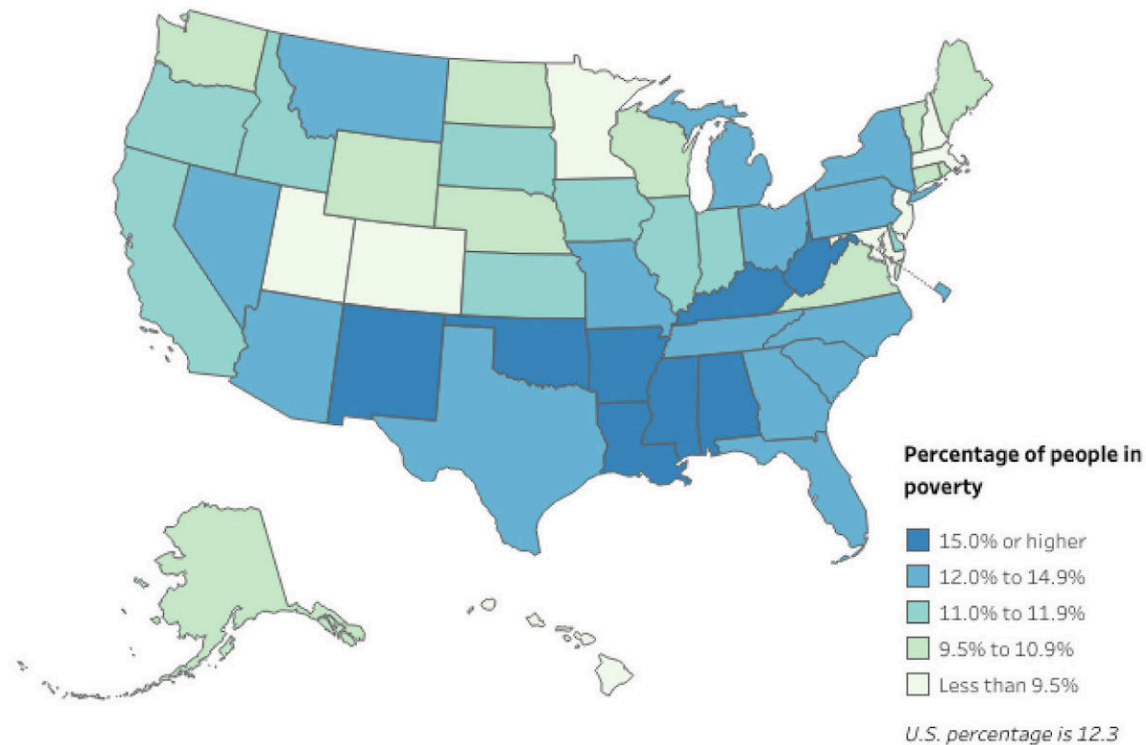 Percentage of people in
poverty
15.0% or higher
12.0% to 14.9%
11.0% to 11.9%
9.5% to 10.9%
Less than 9.5%
U.S. percentage is 12.3